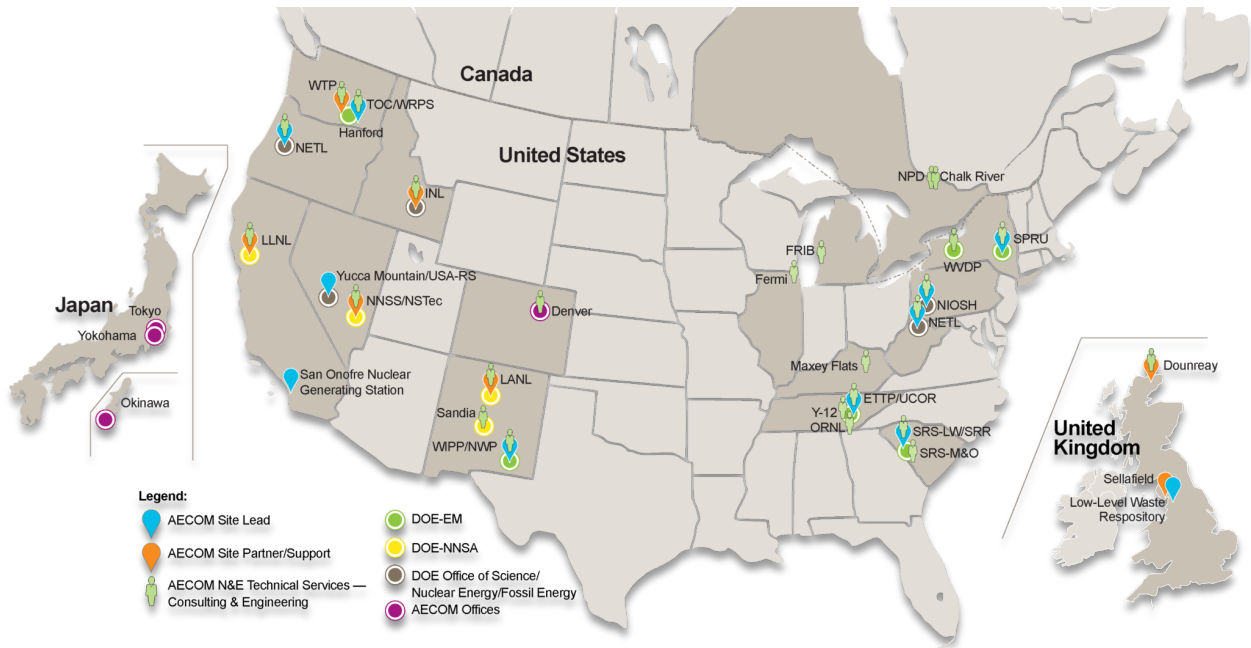 Canada
WTP
TOC/WRPS
Hanford
NETL
United States
INL
NPD
Chalk River
LLNL
FRIB
SPRU
WVDP
Fermi
Yucca Mountain/USA-RS
NNSS/NSTec
Denver
NIOSH
NETL
Japan
Tokyo
Yokohama
Okinawa
San Onofre Nuclear
Generating Station
LANL
Sandia
WIPP/NWP
Maxey Flats
ETTP/UCOR
Y-12
ORNL
SRS-LW/SRR
SRS-M&O
Dounreay
United
Kingdom
Sellafield
Low-Level Waste
Respository
Legend:
AECOM Site Lead
AECOM Site Partner/Support
AECOM N&E Technical Services —
Consulting & Engineering
DOE-EM
DOE-NNSA
DOE Office of Science/
Nuclear Energy/Fossil Energy
AECOM Offices